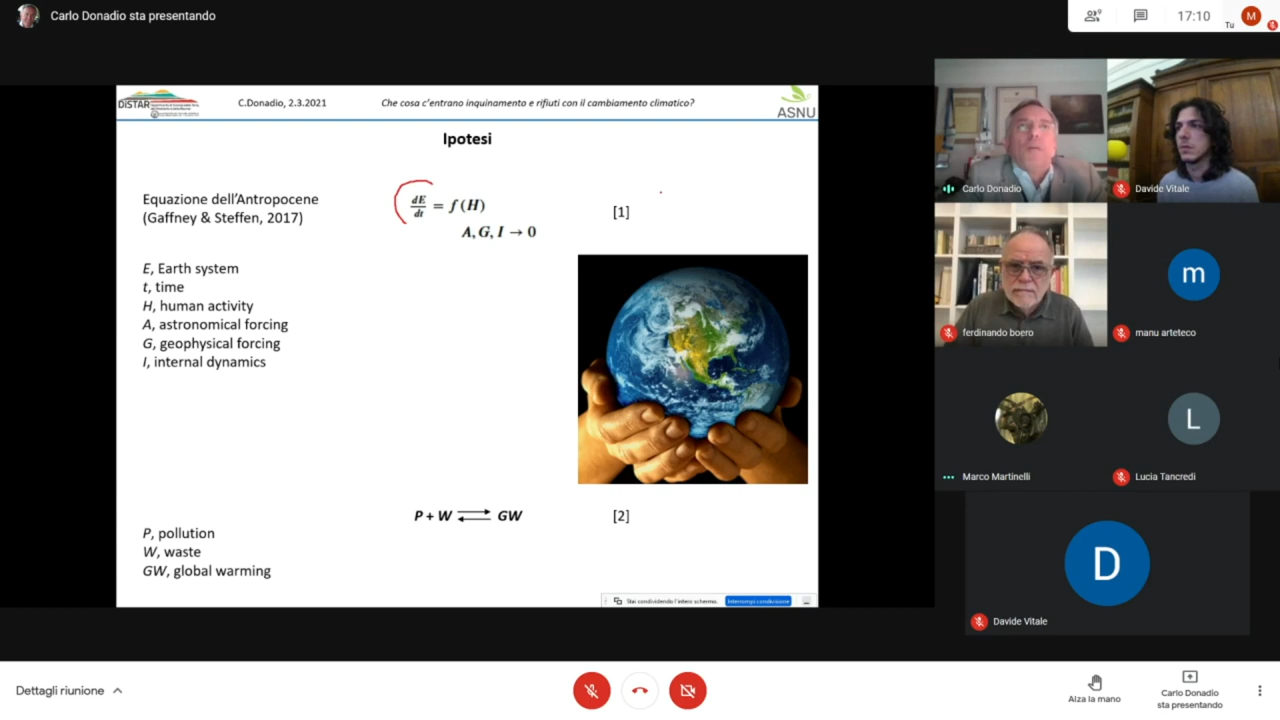 Carlo Donadio sta presentando
17:10
Tu
M
DiSTAR
C.Donadio, 2.3.2021
Che cosa c'entrano inquinamento e rifiuti con il cambiamento climatico?
ASNU
Ipotesi
Equazione dell'Antropocene
(Gaffney & Steffen, 2017)
dE/dt = f(H)
A, G, I → 0
[1]
E, Earth system
t, time
H, human activity
A, astronomical forcing
G, geophysical forcing
I, internal dynamics
P + W ⇄ GW
[2]
P, pollution
W, waste
GW, global warming
Stai condividendo l'intero schermo.
Interrompi condivisione
Carlo Donadio
Davide Vitale
ferdinando boero
m
manu arteteco
Marco Martinelli
L
Lucia Tancredi
D
Davide Vitale
Dettagli riunione
Alza la mano
Carlo Donadio
sta presentando